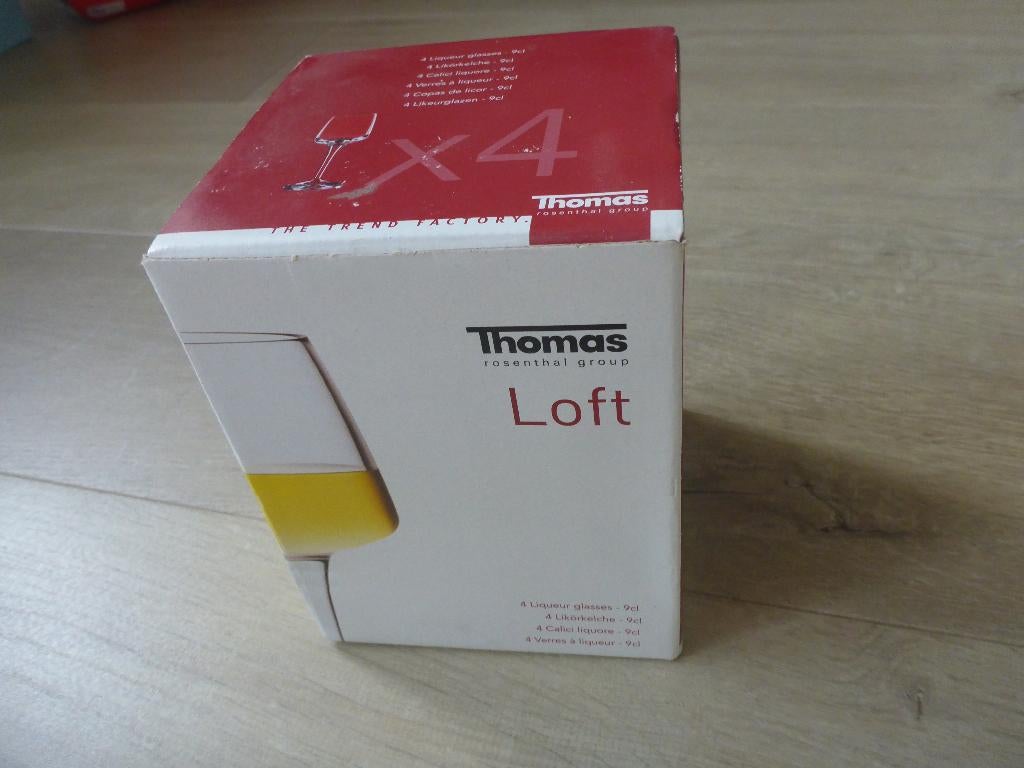 4 Liqueur glasses - 9cl
4 Likörkelche - 9cl
4 Calici liquore - 9cl
4 Verres à liqueur - 9cl
4 Copas de licor - 9cl
4 Likeurglazen - 9cl
x4
Thomas
rosenthal group
THE TREND FACTORY.
Thomas
rosenthal group
Loft
4 Liqueur glasses - 9cl
4 Likörkelche - 9cl
4 Calici liquore - 9cl
4 Verres à liqueur - 9cl